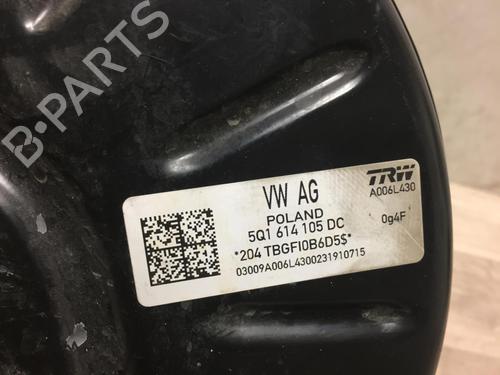 B-PARTS
TRW
VW AG
A006L430
POLAND
5Q1 614 105 DC
0g4F
*204 TBGFI0B6D5$*
03009A006L4300231910715